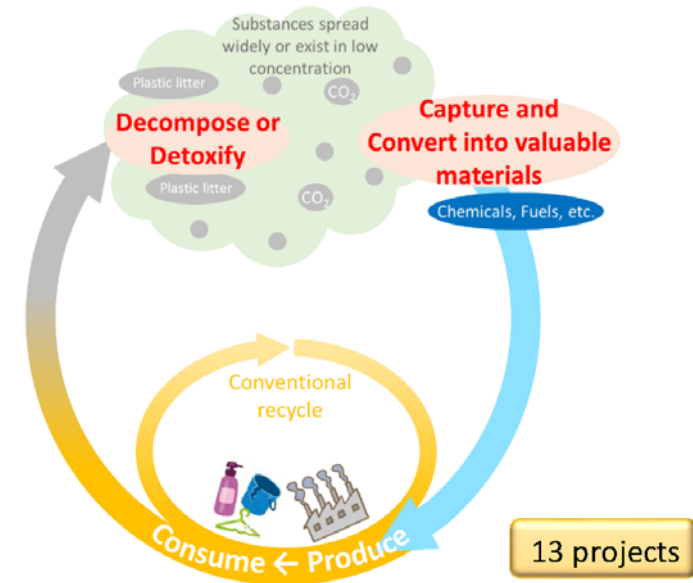 Substances spread
widely or exist in low
concentration
Plastic litter
CO₂
Decompose or
Detoxify
Capture and
Convert into valuable
materials
Plastic litter
CO₂
Chemicals, Fuels, etc.
Conventional
recycle
Consume ← Produce
13 projects